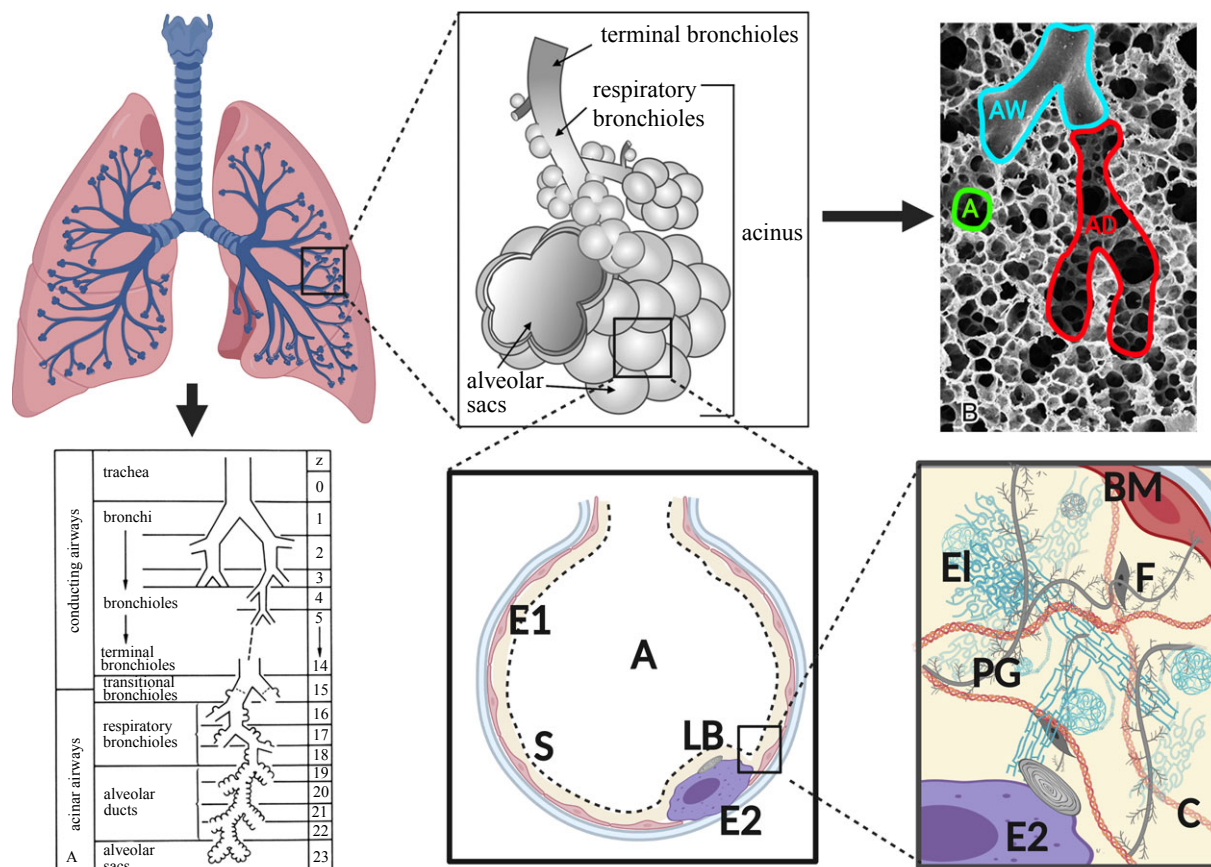 terminal bronchioles
respiratory
bronchioles
acinus
alveolar
sacs
AW
A
AD
B
conducting airways
acinar airways
A
trachea
bronchi
bronchioles
terminal
bronchioles
transitional
bronchioles
respiratory
bronchioles
alveolar
ducts
alveolar
sacs
z
0
1
2
3
4
5
14
15
16
17
18
19
20
21
22
23
E1
A
S
LB
E2
BM
El
F
PG
C
E2